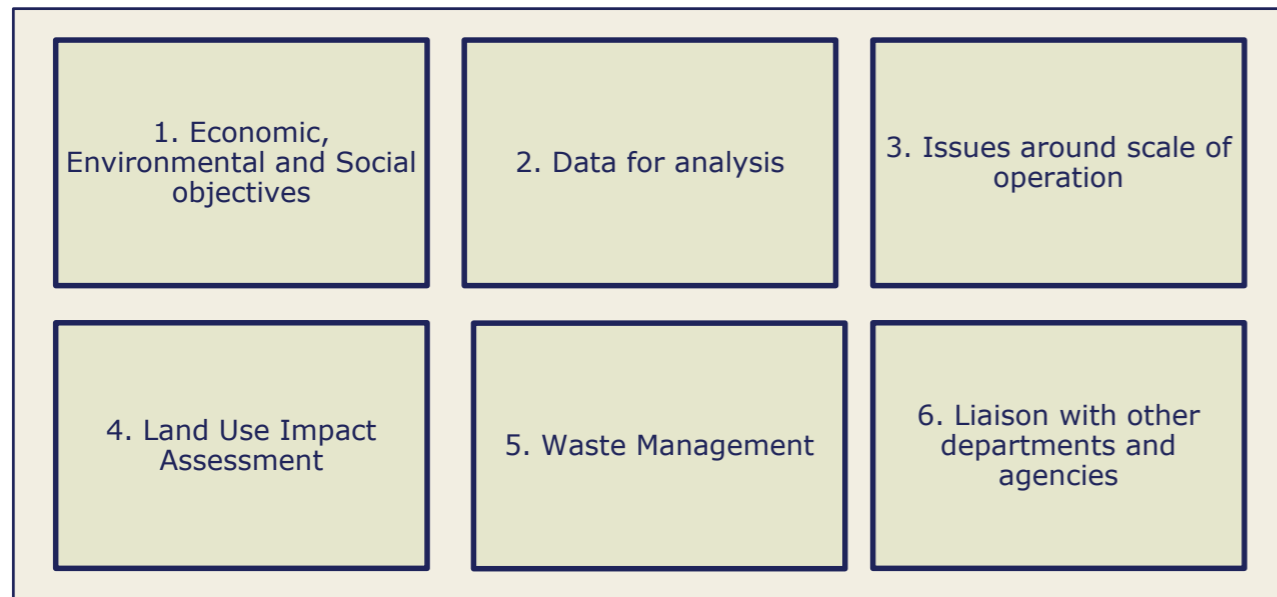 1. Economic,
Environmental and Social
objectives
2. Data for analysis
3. Issues around scale of
operation
4. Land Use Impact
Assessment
5. Waste Management
6. Liaison with other
departments and
agencies